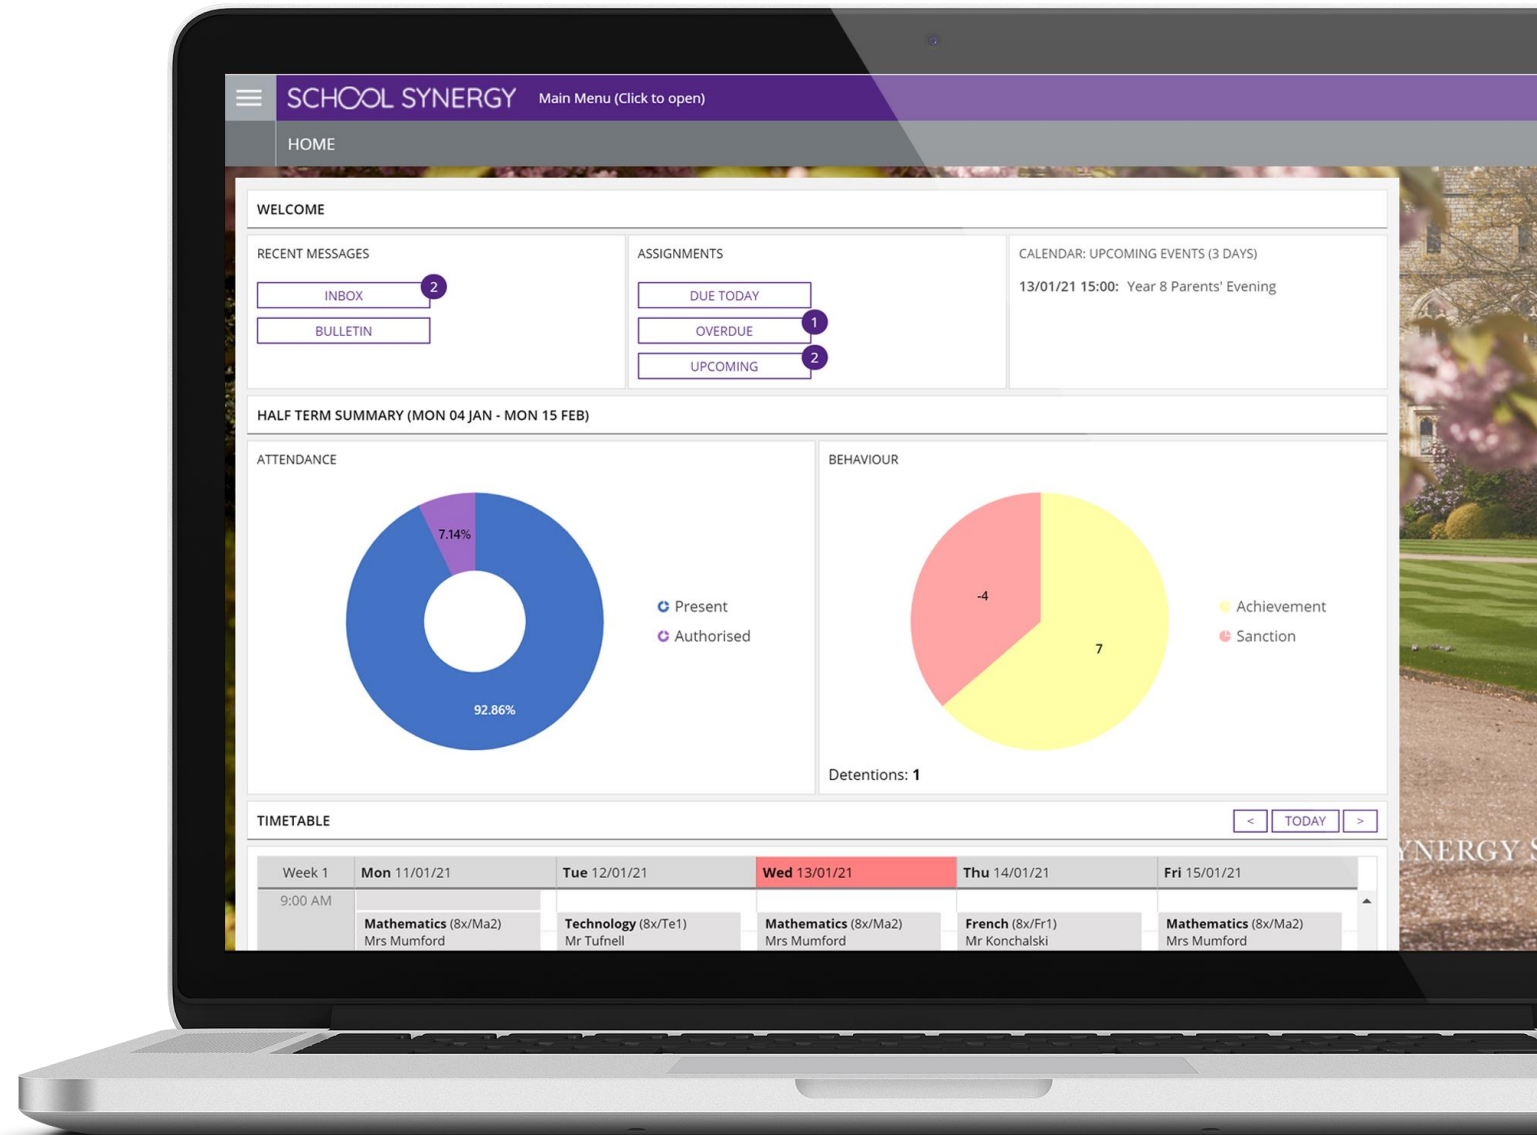 SCHOOL SYNERGY Main Menu (Click to open)
HOME
WELCOME
RECENT MESSAGES
INBOX 2
BULLETIN
ASSIGNMENTS
DUE TODAY
OVERDUE 1
UPCOMING 2
CALENDAR: UPCOMING EVENTS (3 DAYS)
13/01/21 15:00: Year 8 Parents' Evening
HALF TERM SUMMARY (MON 04 JAN - MON 15 FEB)
ATTENDANCE
7.14%
92.86%
Present
Authorised
BEHAVIOUR
-4
7
Achievement
Sanction
Detentions: 1
TIMETABLE
< TODAY >
Week 1 Mon 11/01/21 Tue 12/01/21 Wed 13/01/21 Thu 14/01/21 Fri 15/01/21
9:00 AM
Mathematics (8x/Ma2)
Mrs Mumford
Technology (8x/Te1)
Mr Tufnell
Mathematics (8x/Ma2)
Mrs Mumford
French (8x/Fr1)
Mr Konchalski
Mathematics (8x/Ma2)
Mrs Mumford
YNERGY S